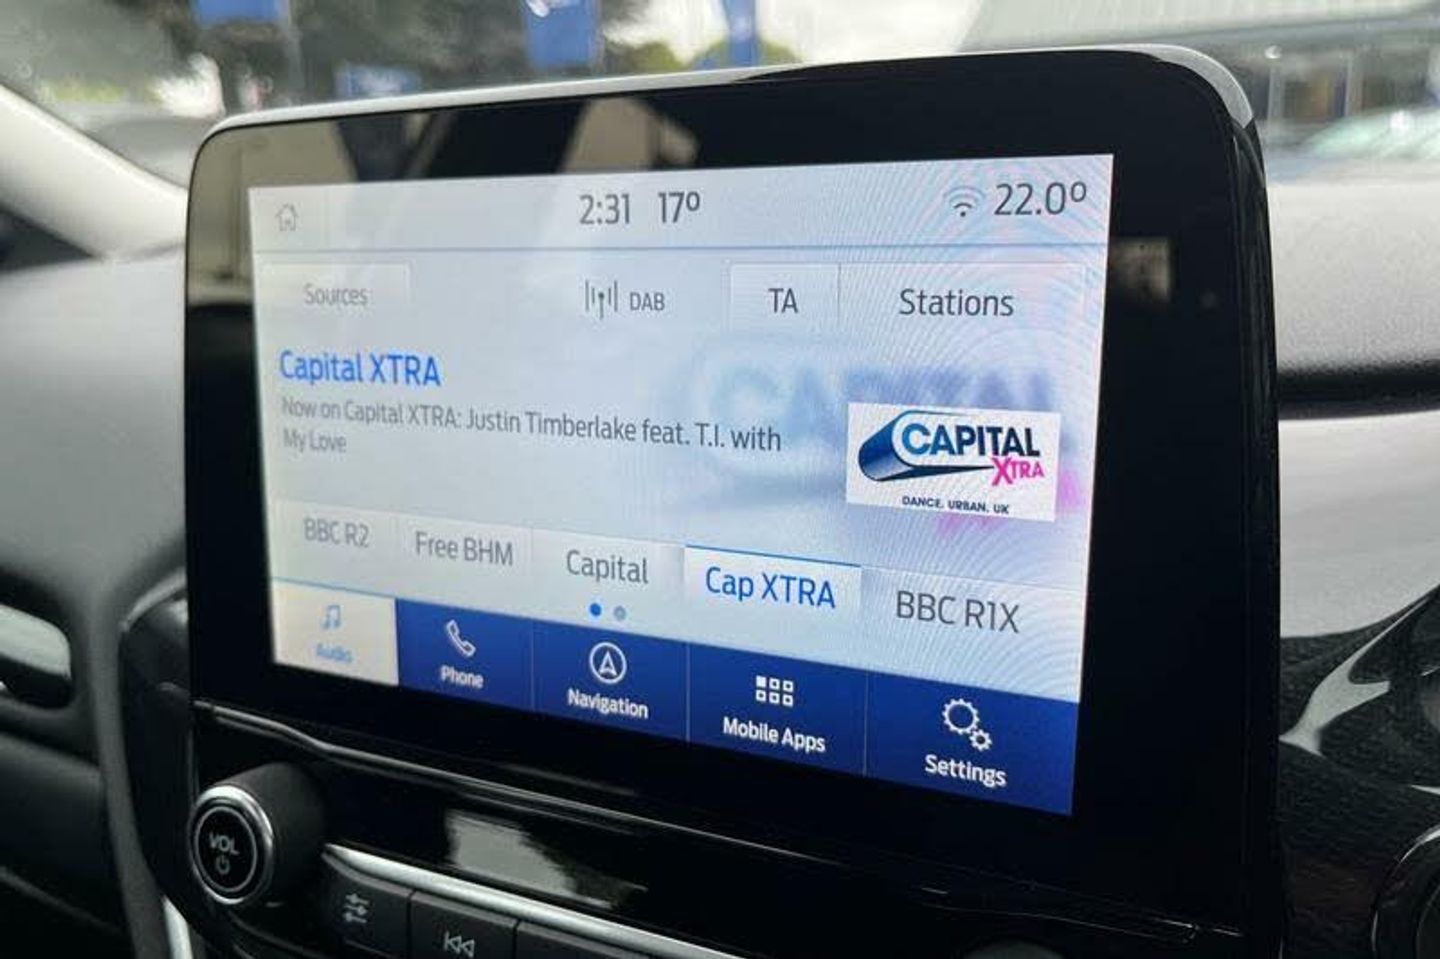 2:31 17º 22.0º
Sources DAB TA Stations
Capital XTRA
Now on Capital XTRA: Justin Timberlake feat. T.I. with
My Love
CAPITAL
XTRA
DANCE. URBAN. UK
BBC R2 Free BHM Capital Cap XTRA BBC R1X
Audio Phone Navigation Mobile Apps Settings
VOL